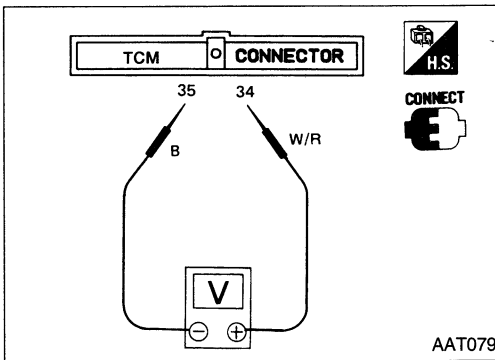 TCM CONNECTOR
H.S.
35 34
CONNECT
B W/R
V
− +
AAT079